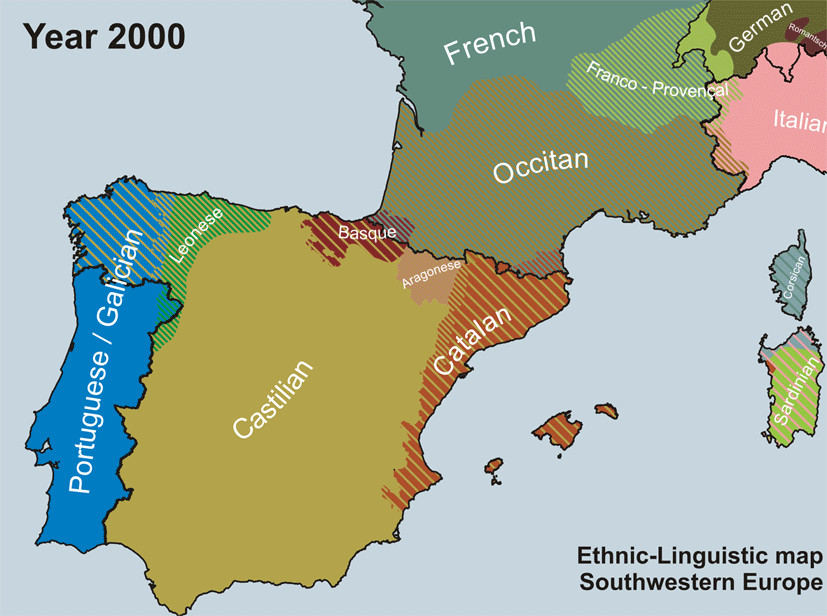 Year 2000
French
German
Romantsch
Franco - Provençal
Italian
Occitan
Leonese
Basque
Aragonese
Corsican
Portuguese / Galician
Castilian
Catalan
Sardinian
Ethnic-Linguistic map
Southwestern Europe